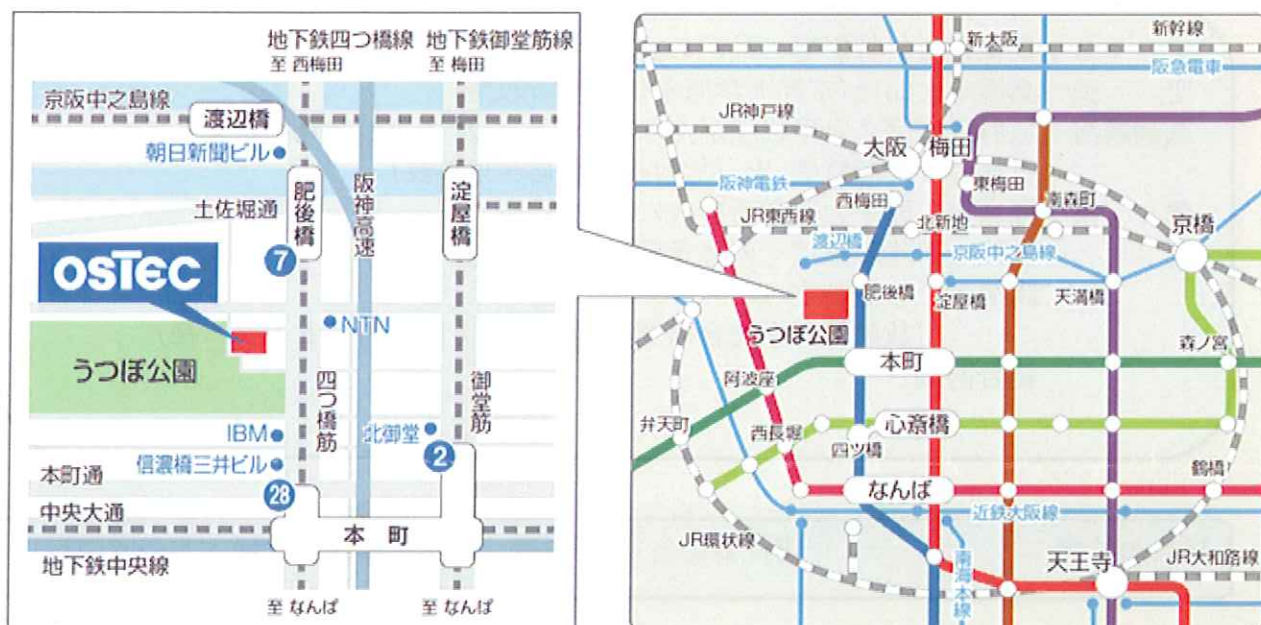 地下鉄四つ橋線
至 西梅田
地下鉄御堂筋線
至 梅田
京阪中之島線
渡辺橋
朝日新聞ビル
土佐堀通
肥後橋
阪神高速
淀屋橋
7
OSTEC
NTN
うつぼ公園
四つ橋筋
御堂筋
IBM
北御堂
2
信濃橋三井ビル
本町通
28
中央大通
本 町
地下鉄中央線
至 なんば
至 なんば
新大阪
新幹線
阪急電車
JR神戸線
大阪
梅田
阪神電鉄
東梅田
西梅田
南森町
JR東西線
北新地
京橋
渡辺橋
京阪中之島線
肥後橋
淀屋橋
天満橋
うつぼ公園
森ノ宮
本町
阿波座
弁天町
心斎橋
西長堀
四ツ橋
鶴橋
なんば
近鉄大阪線
JR環状線
南海本線
天王寺
JR大和路線